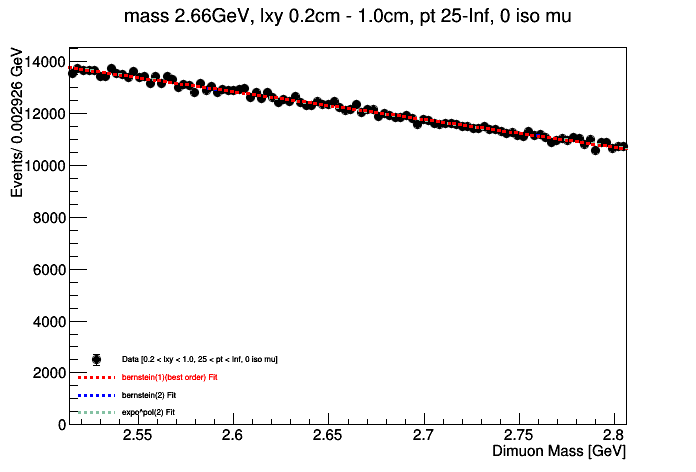 mass 2.66GeV, lxy 0.2cm - 1.0cm, pt 25-Inf, 0 iso mu
Events/ 0.002926 GeV
14000
12000
10000
8000
6000
4000
2000
0
Data [0.2 < lxy < 1.0, 25 < pt < Inf, 0 iso mu]
bernstein(1)(best order) Fit
bernstein(2) Fit
expo^pol(2) Fit
2.55 2.6 2.65 2.7 2.75 2.8
Dimuon Mass [GeV]